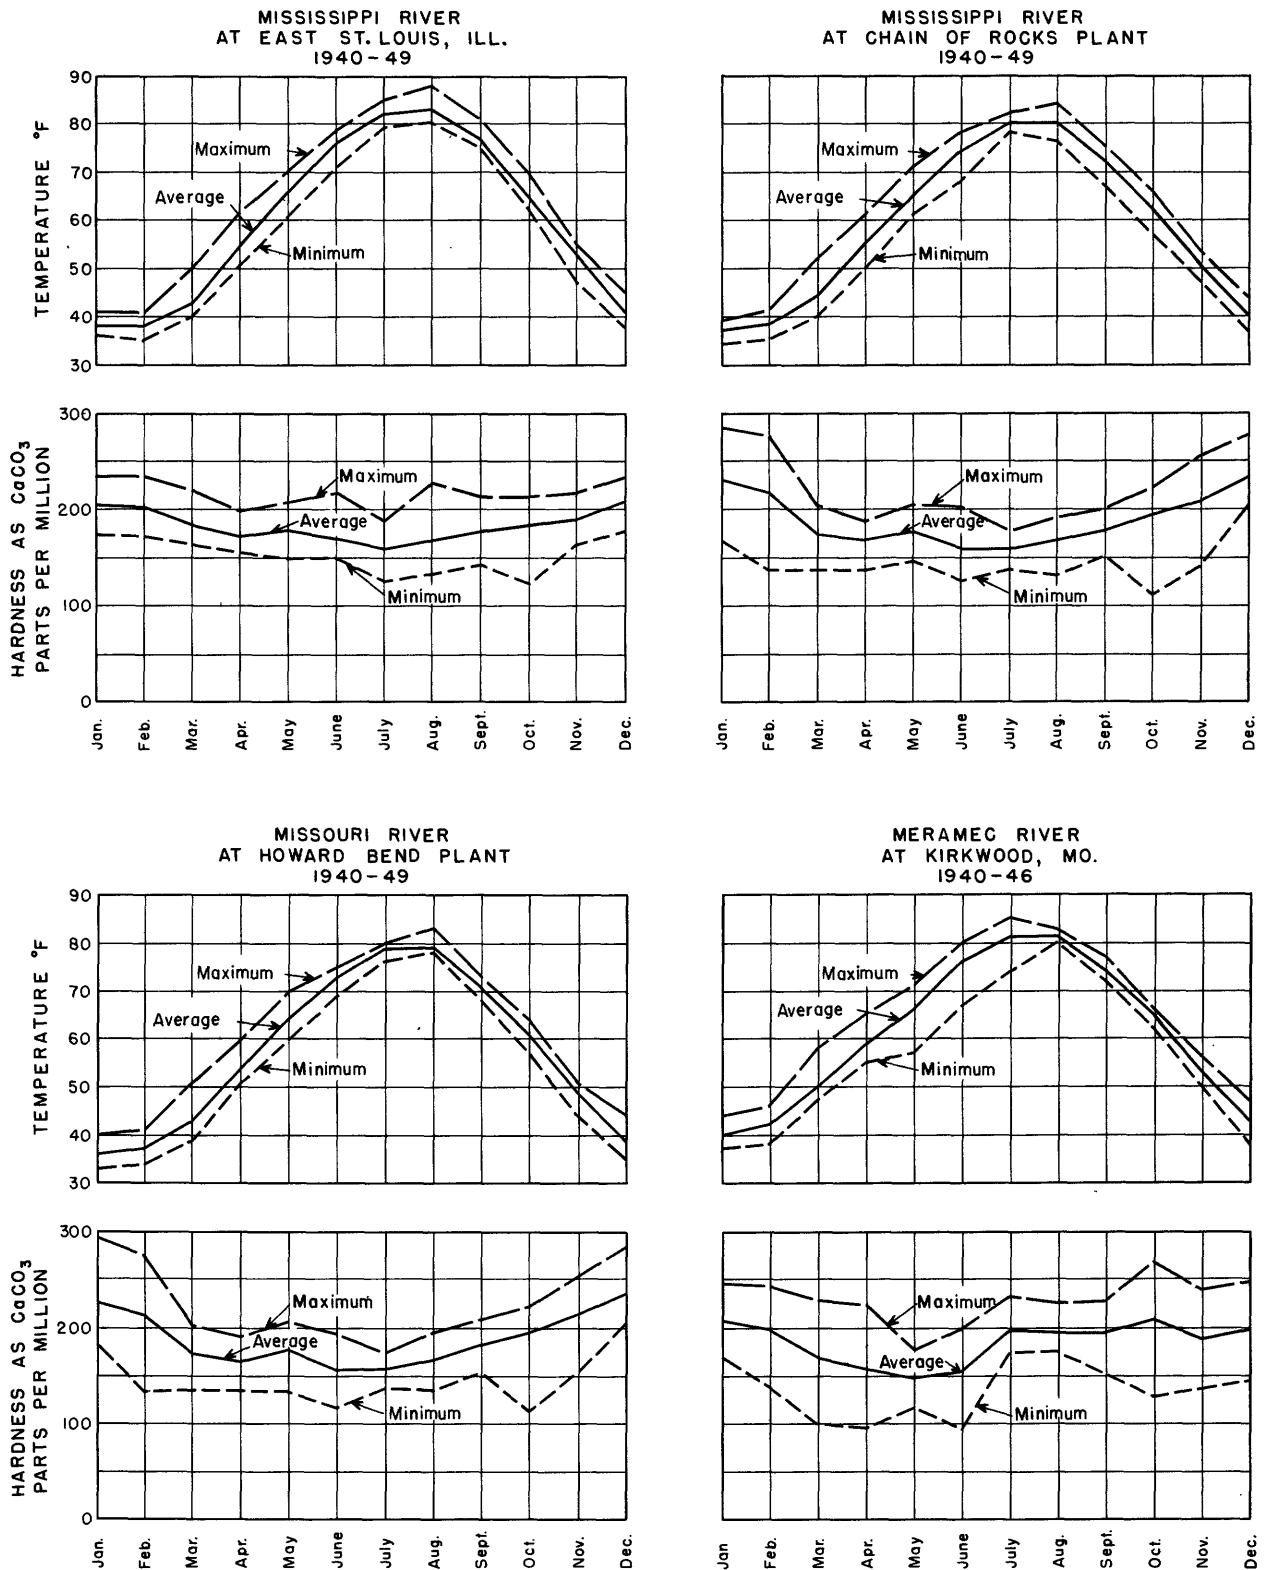 MISSISSIPPI RIVER
AT EAST ST. LOUIS, ILL.
1940-49
TEMPERATURE °F
90
80
70
60
50
40
30
Maximum
Average
Minimum
HARDNESS AS CaCO3
PARTS PER MILLION
300
200
100
0
Maximum
Average
Minimum
Jan. Feb. Mar. Apr. May June July Aug. Sept. Oct. Nov. Dec.
MISSISSIPPI RIVER
AT CHAIN OF ROCKS PLANT
1940-49
Maximum
Average
Minimum
Maximum
Average
Minimum
Jan. Feb. Mar. Apr. May June July Aug. Sept. Oct. Nov. Dec.
MISSOURI RIVER
AT HOWARD BEND PLANT
1940-49
TEMPERATURE °F
90
80
70
60
50
40
30
Maximum
Average
Minimum
HARDNESS AS CaCO3
PARTS PER MILLION
300
200
100
0
Maximum
Average
Minimum
Jan. Feb. Mar. Apr. May June July Aug. Sept. Oct. Nov. Dec.
MERAMEC RIVER
AT KIRKWOOD, MO.
1940-46
Maximum
Average
Minimum
Maximum
Average
Minimum
Jan Feb. Mar. Apr. May June July Aug. Sept. Oct. Nov. Dec.